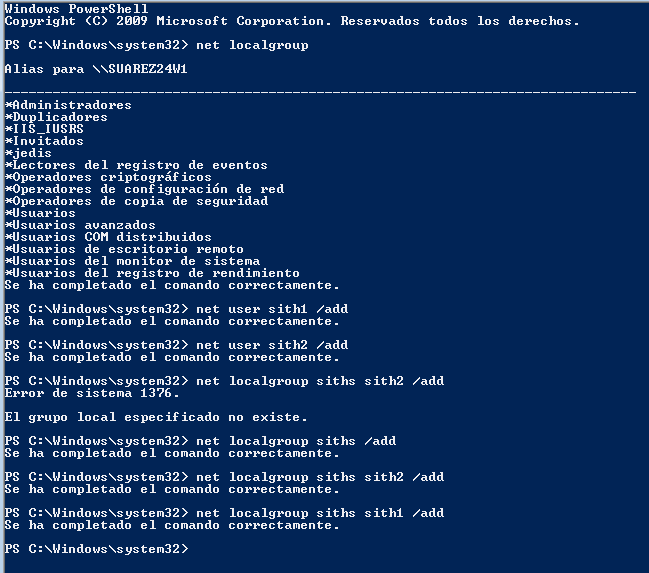 Windows PowerShell
Copyright (C) 2009 Microsoft Corporation. Reservados todos los derechos.
PS C:\Windows\system32> net localgroup
Alias para \\SUAREZ24W1
-------------------------------------------------------------------------------
*Administradores
*Duplicadores
*IIS_IUSRS
*Invitados
*jedis
*Lectores del registro de eventos
*Operadores criptográficos
*Operadores de configuración de red
*Operadores de copia de seguridad
*Usuarios
*Usuarios avanzados
*Usuarios COM distribuidos
*Usuarios de escritorio remoto
*Usuarios del monitor de sistema
*Usuarios del registro de rendimiento
Se ha completado el comando correctamente.
PS C:\Windows\system32> net user sith1 /add
Se ha completado el comando correctamente.
PS C:\Windows\system32> net user sith2 /add
Se ha completado el comando correctamente.
PS C:\Windows\system32> net localgroup siths sith2 /add
Error de sistema 1376.
El grupo local especificado no existe.
PS C:\Windows\system32> net localgroup siths /add
Se ha completado el comando correctamente.
PS C:\Windows\system32> net localgroup siths sith2 /add
Se ha completado el comando correctamente.
PS C:\Windows\system32> net localgroup siths sith1 /add
Se ha completado el comando correctamente.
PS C:\Windows\system32>